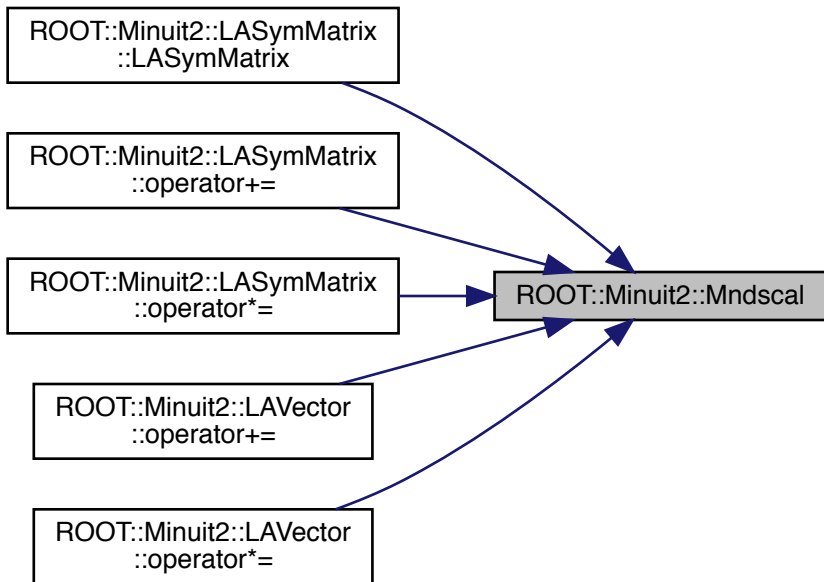 ROOT::Minuit2::LASymMatrix
::LASymMatrix
ROOT::Minuit2::LASymMatrix
::operator+=
ROOT::Minuit2::LASymMatrix
::operator*=
ROOT::Minuit2::Mndscal
ROOT::Minuit2::LAVector
::operator+=
ROOT::Minuit2::LAVector
::operator*=